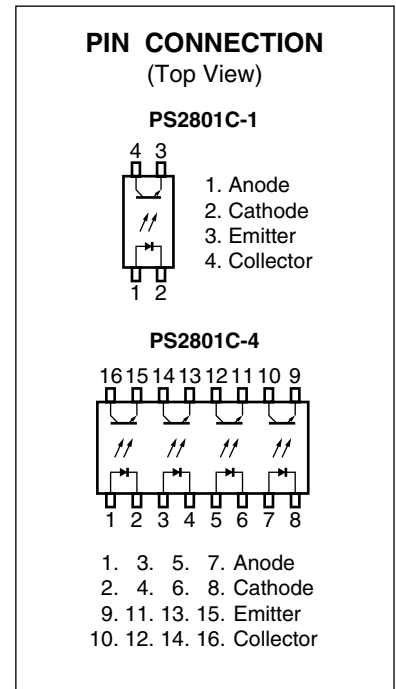 PIN CONNECTION
(Top View)
PS2801C-1
4 3
1. Anode
2. Cathode
3. Emitter
4. Collector
1 2
PS2801C-4
16 15 14 13 12 11 10 9
1 2 3 4 5 6 7 8
1. 3. 5. 7. Anode
2. 4. 6. 8. Cathode
9. 11. 13. 15. Emitter
10. 12. 14. 16. Collector